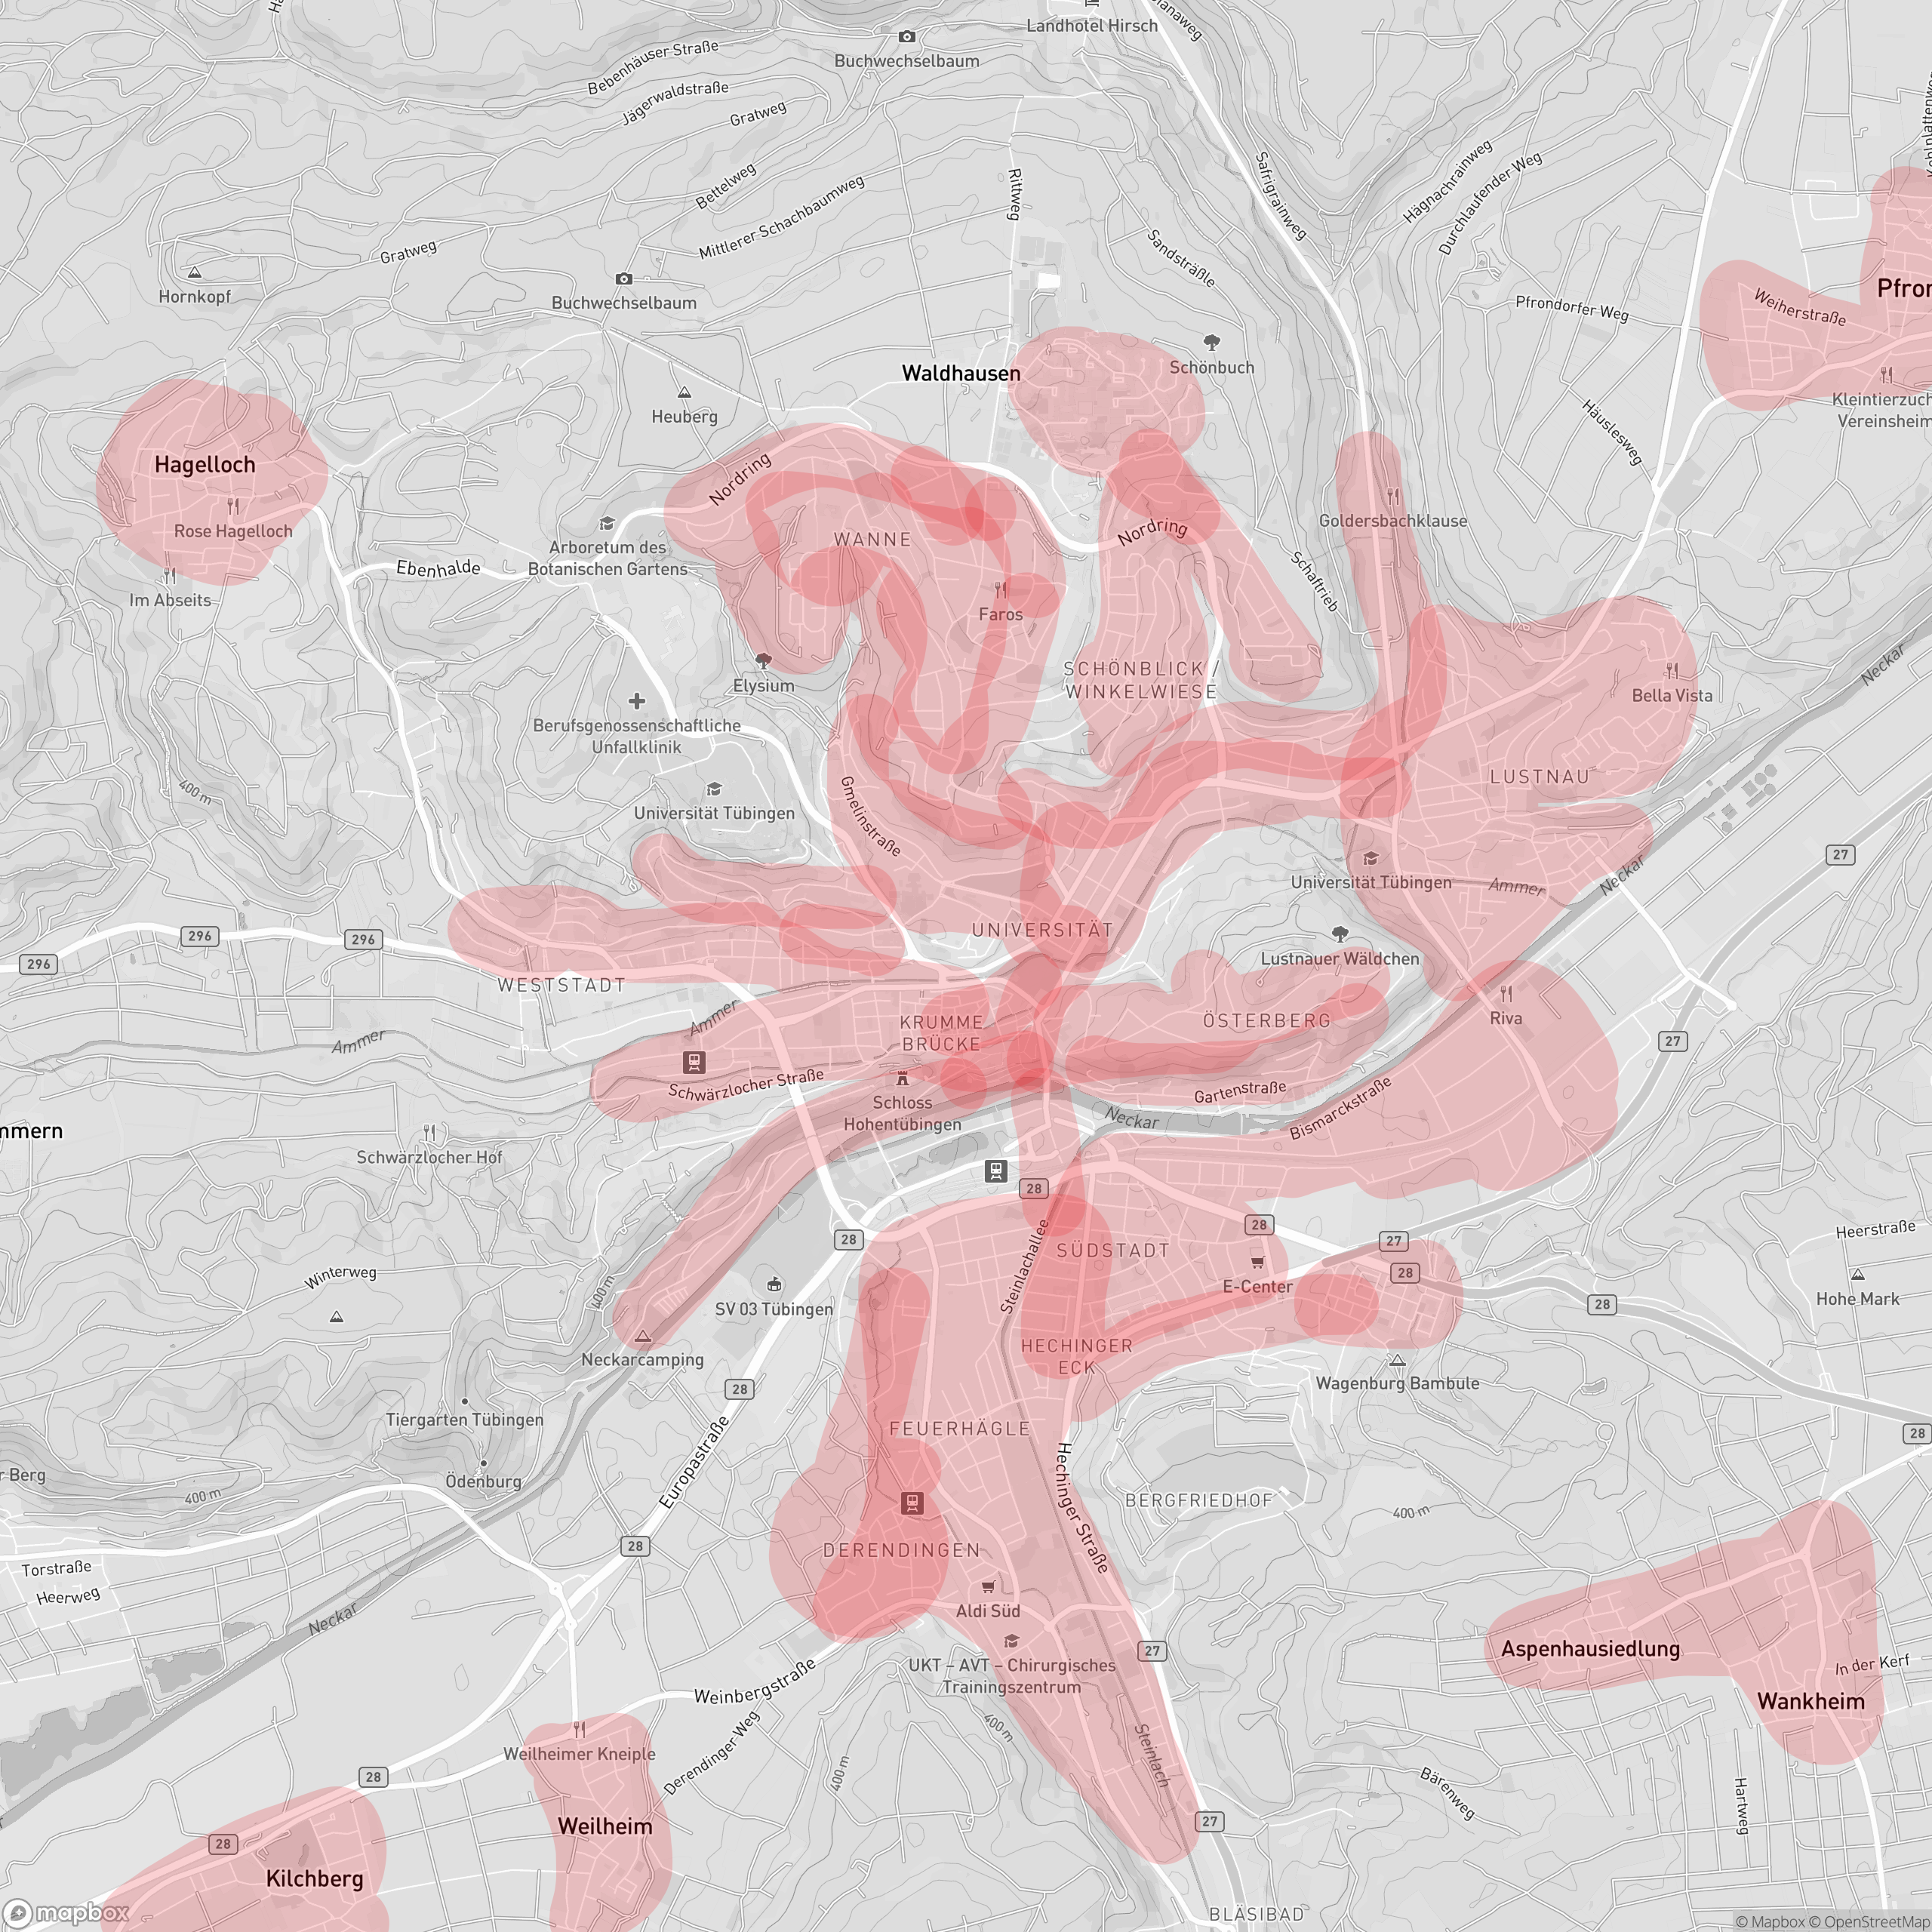 Landhotel Hirsch
Buchwechselbaum
Bebenhäuser Straße
Jägerwaldstraße
Gratweg
Bettelweg
Mittlerer Schachbaumweg
Rittweg
Safrigrainweg
Hägnachrainweg
Durchlaufender Weg
Sandsträßle
Gratweg
Hornkopf
Buchwechselbaum
Pfrondorfer Weg
Weiherstraße
Pfron
Kleintierzuch
Vereinsheim
Häuslesweg
Waldhausen
Schönbuch
Heuberg
Hagelloch
Rose Hagelloch
Im Abseits
Nordring
WANNE
Nordring
Goldersbachklause
Arboretum des
Botanischen Gartens
Ebenhalde
Schaftrieb
Faros
Elysium
SCHÖNBLICK /
WINKELWIESE
Bella Vista
Neckar
Berufsgenossenschaftliche
Unfallklinik
400 m
Universität Tübingen
Gmelinstraße
LUSTNAU
27
Universität Tübingen
Ammer
Neckar
UNIVERSITÄT
Lustnauer Wäldchen
296
296
296
WESTSTADT
Ammer
Ammer
KRUMME
BRÜCKE
ÖSTERBERG
Riva
27
Schwärzlocher Straße
Schloss
Hohentübingen
Gartenstraße
Neckar
Bismarckstraße
mmern
Schwärzlocher Hof
28
28
28
27
28
28
Heerstraße
Hohe Mark
Steinlachallee
SÜDSTADT
E-Center
Winterweg
400 m
SV 03 Tübingen
Neckarcamping
HECHINGER
ECK
Wagenburg Bambule
28
Tiergarten Tübingen
FEUERHÄGLE
28
r Berg
Ödenburg
400 m
Europastraße
Hechinger Straße
BERGFRIEDHOF
400 m
28
DERENDINGEN
Torstraße
Heerweg
Neckar
Aldi Süd
27
Aspenhausiedlung
In der Kerf
Wankheim
UKT – AVT – Chirurgisches
Trainingszentrum
Weinbergstraße
Derendinger Weg
400 m
400 m
Steinlach
Weilheimer Kneiple
28
Weilheim
Bärenweg
Hartweg
28
27
Kilchberg
BLÄSIBAD
mapbox
© Mapbox © OpenStreetMap